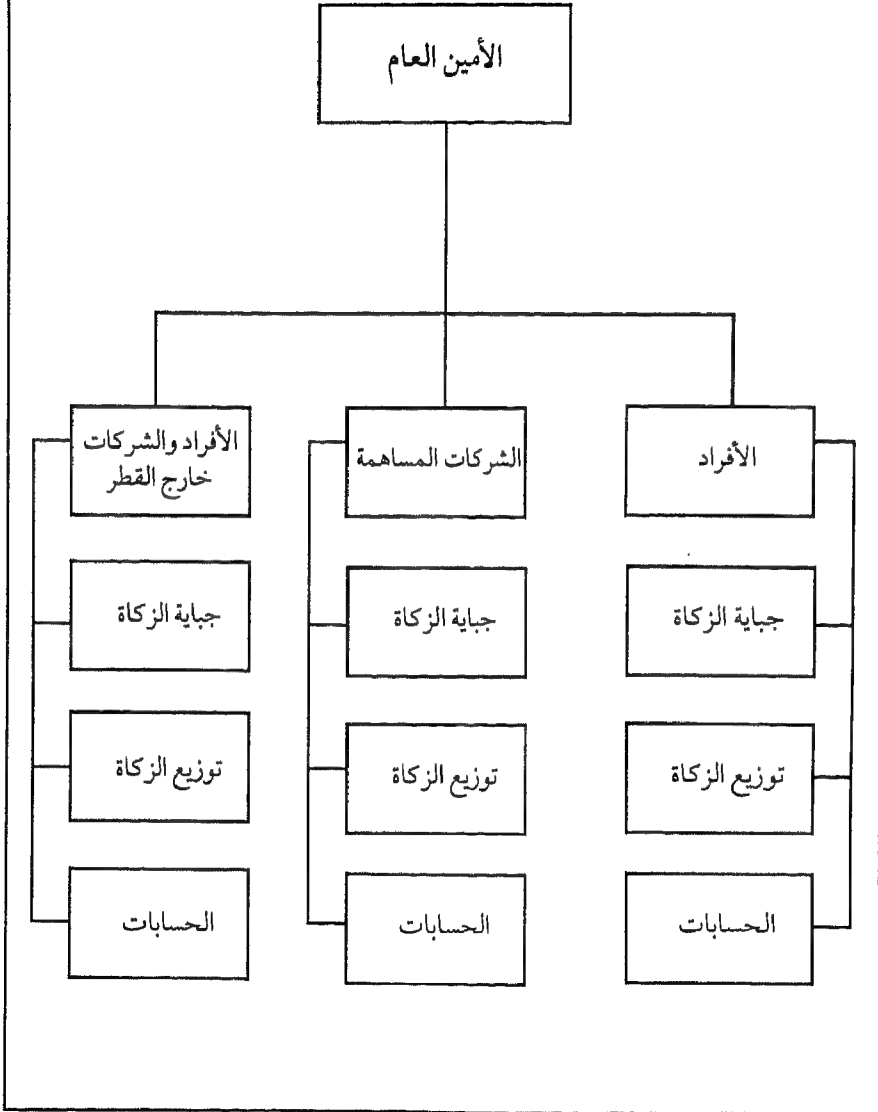 الأمين العام
الأفراد
الشركات المساهمة
الأفراد والشركات
خارج القطر
جباية الزكاة
جباية الزكاة
جباية الزكاة
توزيع الزكاة
توزيع الزكاة
توزيع الزكاة
الحسابات
الحسابات
الحسابات